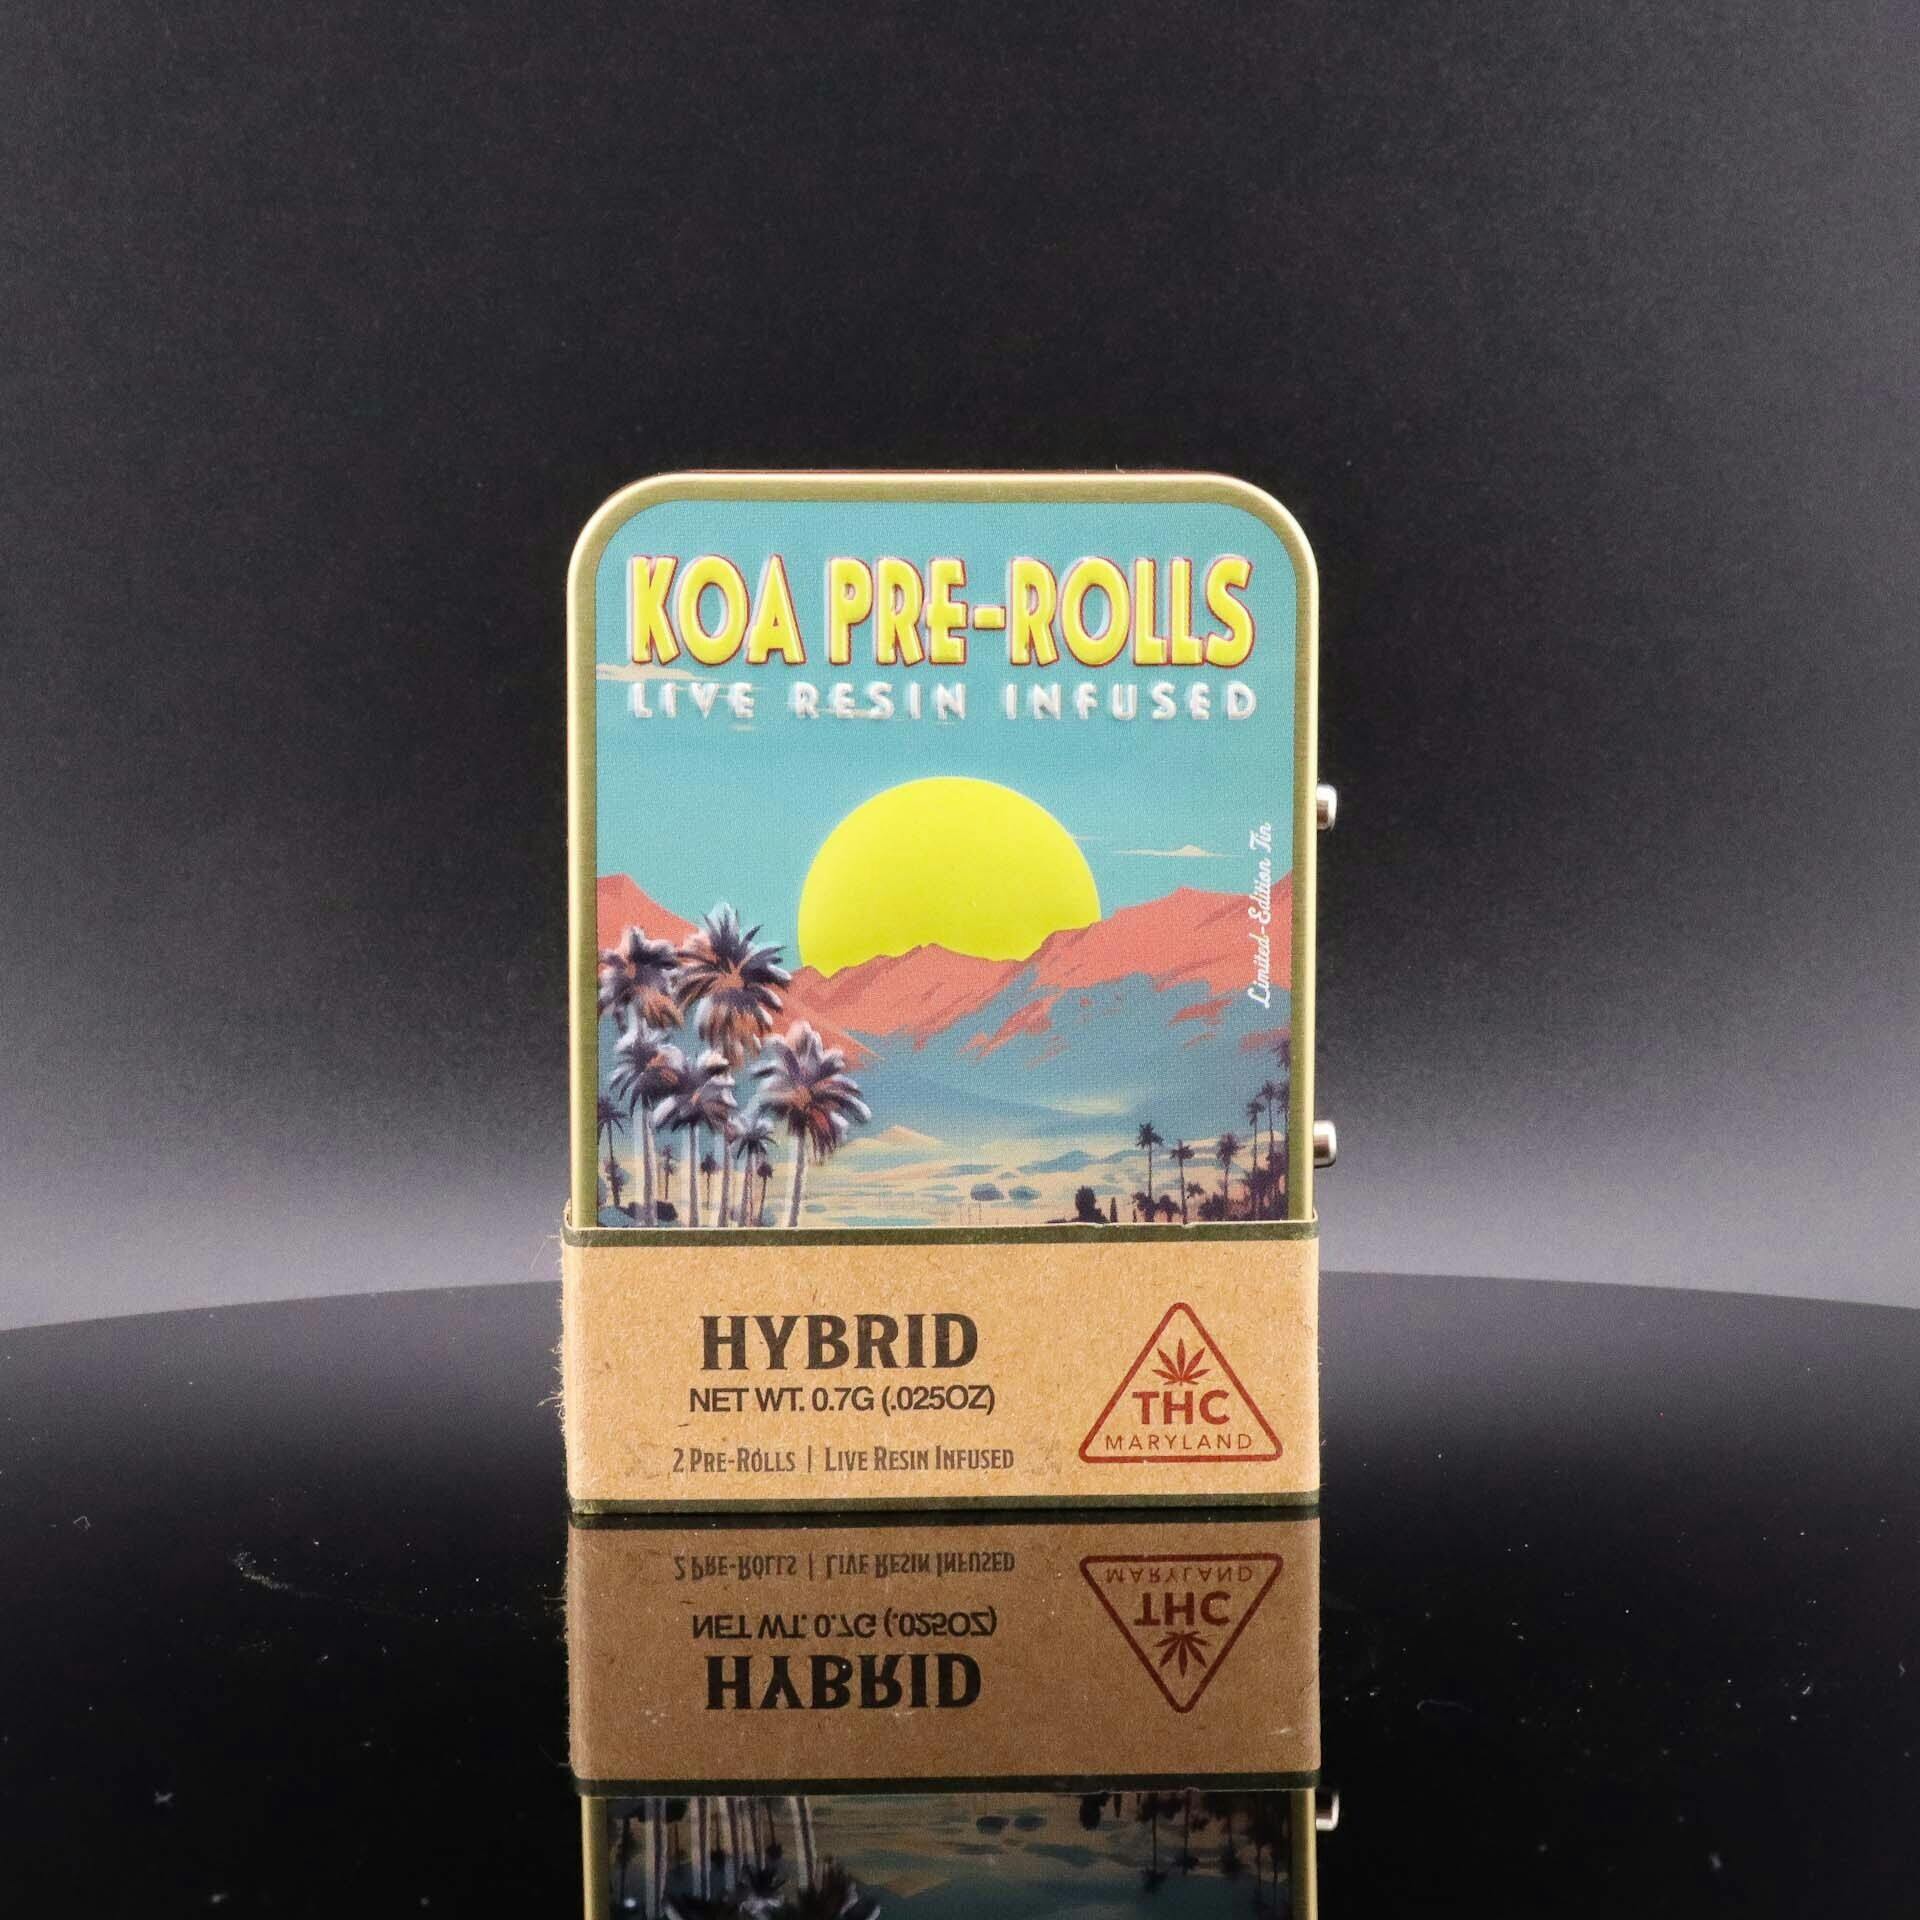 KOA PRE-ROLLS
LIVE RESIN INFUSED
Limited-Edition Tin
HYBRID
NET WT. 0.7G (.025OZ)
2 PRE-ROLLS | LIVE RESIN INFUSED
THC
MARYLAND